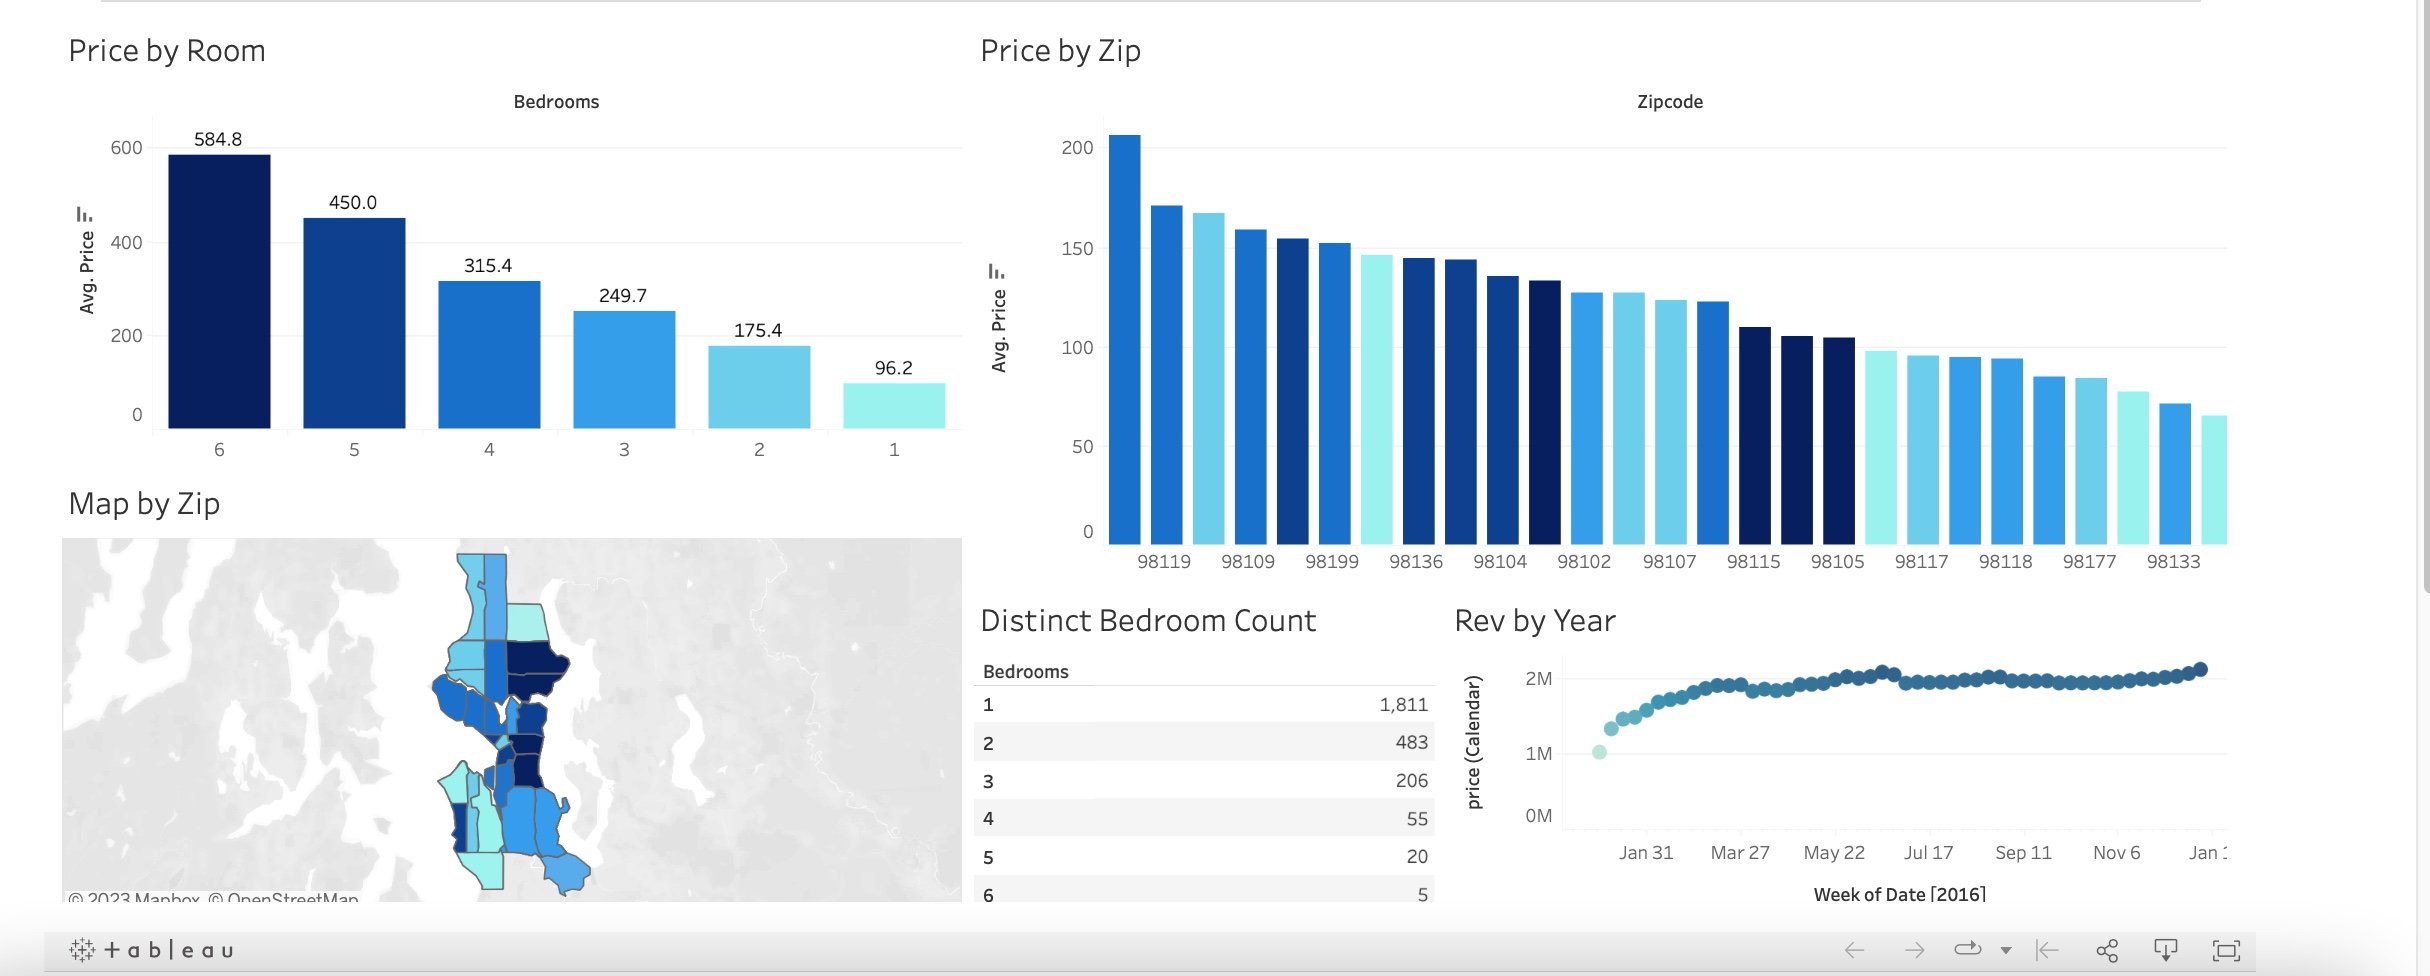 Price by Room
Bedrooms
Avg. Price
600
400
200
0
584.8
450.0
315.4
249.7
175.4
96.2
6 5 4 3 2 1
Price by Zip
Zipcode
Avg. Price
200
150
100
50
0
98119 98109 98199 98136 98104 98102 98107 98115 98105 98117 98118 98177 98133
Map by Zip
© 2023 Mapbox © OpenStreetMap
Distinct Bedroom Count
Bedrooms
1 1,811
2 483
3 206
4 55
5 20
6 5
Rev by Year
price (Calendar)
2M
1M
0M
Jan 31 Mar 27 May 22 Jul 17 Sep 11 Nov 6 Jan 1
Week of Date [2016]
+ableau